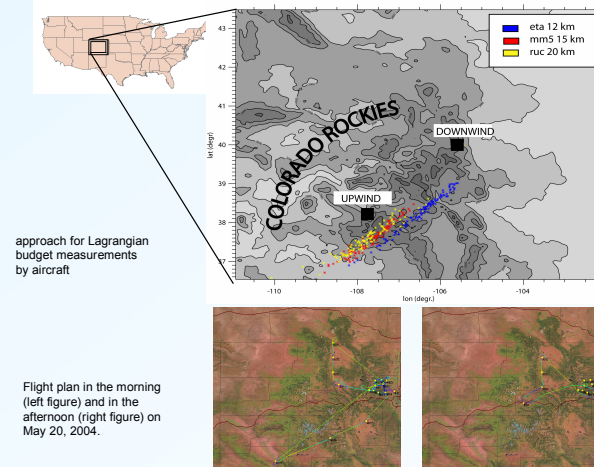 43
42
41
40
39
38
37
lat (degr)
eta 12 km
mm5 15 km
ruc 20 km
COLORADO ROCKIES
DOWNWIND
UPWIND
-110
-108
-106
-104
lon (degr.)
approach for Lagrangian
budget measurements
by aircraft
Flight plan in the morning
(left figure) and in the
afternoon (right figure) on
May 20, 2004.